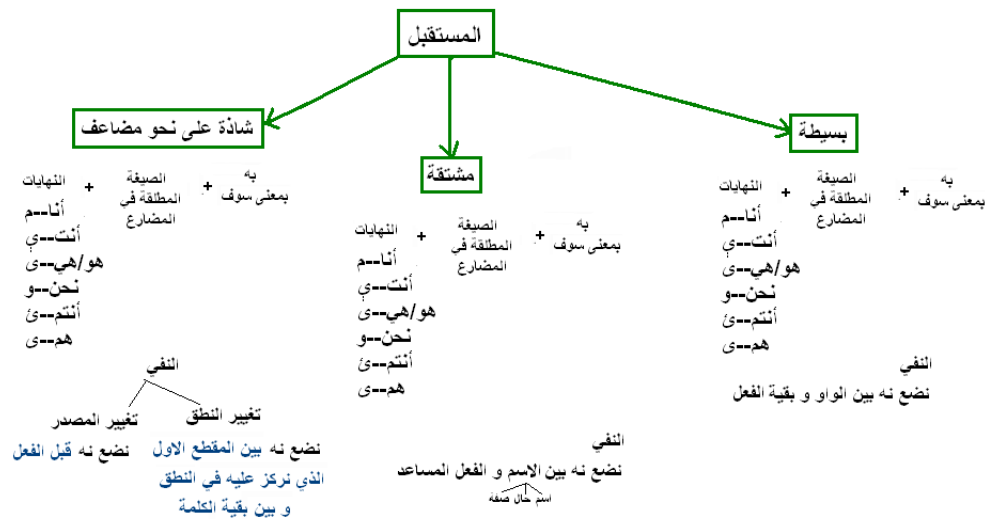 المستقبل
بسيطة
به
بمعنى سوف
+
الصيغة
المطلقة في
المضارع
+
النهايات
أنا--م
أنت--ې
هو/هي--ى
نحن--و
أنتم--ئ
هم--ى
النفي
نضع نه بين الواو و بقية الفعل
مشتقة
به
بمعنى سوف
+
الصيغة
المطلقة في
المضارع
+
النهايات
أنا--م
أنت--ې
هو/هي--ى
نحن--و
أنتم--ئ
هم--ى
النفي
نضع نه بين الاسم و الفعل المساعد
اسم حال صفة
شاذة على نحو مضاعف
به
بمعنى سوف
+
الصيغة
المطلقة في
المضارع
+
النهايات
أنا--م
أنت--ې
هو/هي--ى
نحن--و
أنتم--ئ
هم--ى
النفي
تغيير النطق
نضع نه بين المقطع الاول
الذي نركز عليه في النطق
و بين بقية الكلمة
تغيير المصدر
نضع نه قبل الفعل